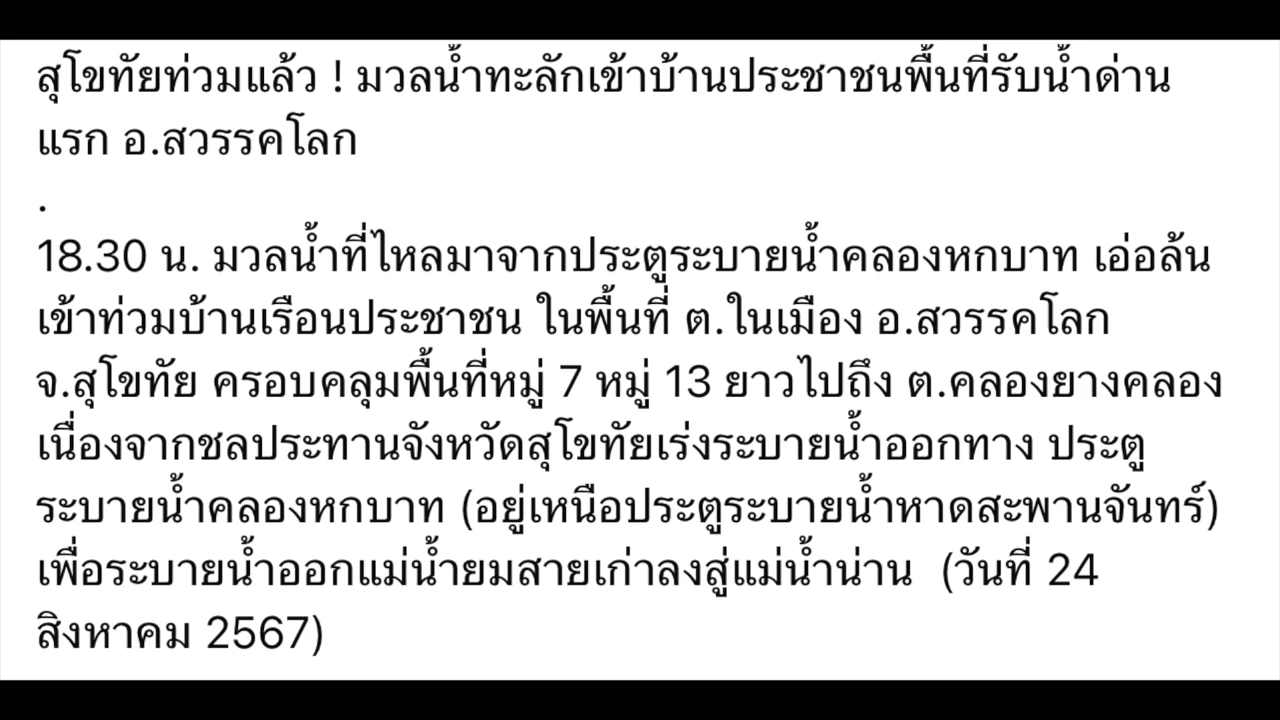 สุโขทัยท่วมแล้ว ! มวลน้ำทะลักเข้าบ้านประชาชนพื้นที่รับน้ำด่าน
แรก อ.สวรรคโลก
.
18.30 น. มวลน้ำที่ไหลมาจากประตูระบายน้ำคลองหกบาท เอ่อล้น
เข้าท่วมบ้านเรือนประชาชน ในพื้นที่ ต.ในเมือง อ.สวรรคโลก
จ.สุโขทัย ครอบคลุมพื้นที่หมู่ 7 หมู่ 13 ยาวไปถึง ต.คลองยางคลอง
เนื่องจากชลประทานจังหวัดสุโขทัยเร่งระบายน้ำออกทาง ประตู
ระบายน้ำคลองหกบาท (อยู่เหนือประตูระบายน้ำหาดสะพานจันทร์)
เพื่อระบายน้ำออกแม่น้ำยมสายเก่าลงสู่แม่น้ำน่าน  (วันที่ 24
สิงหาคม 2567)